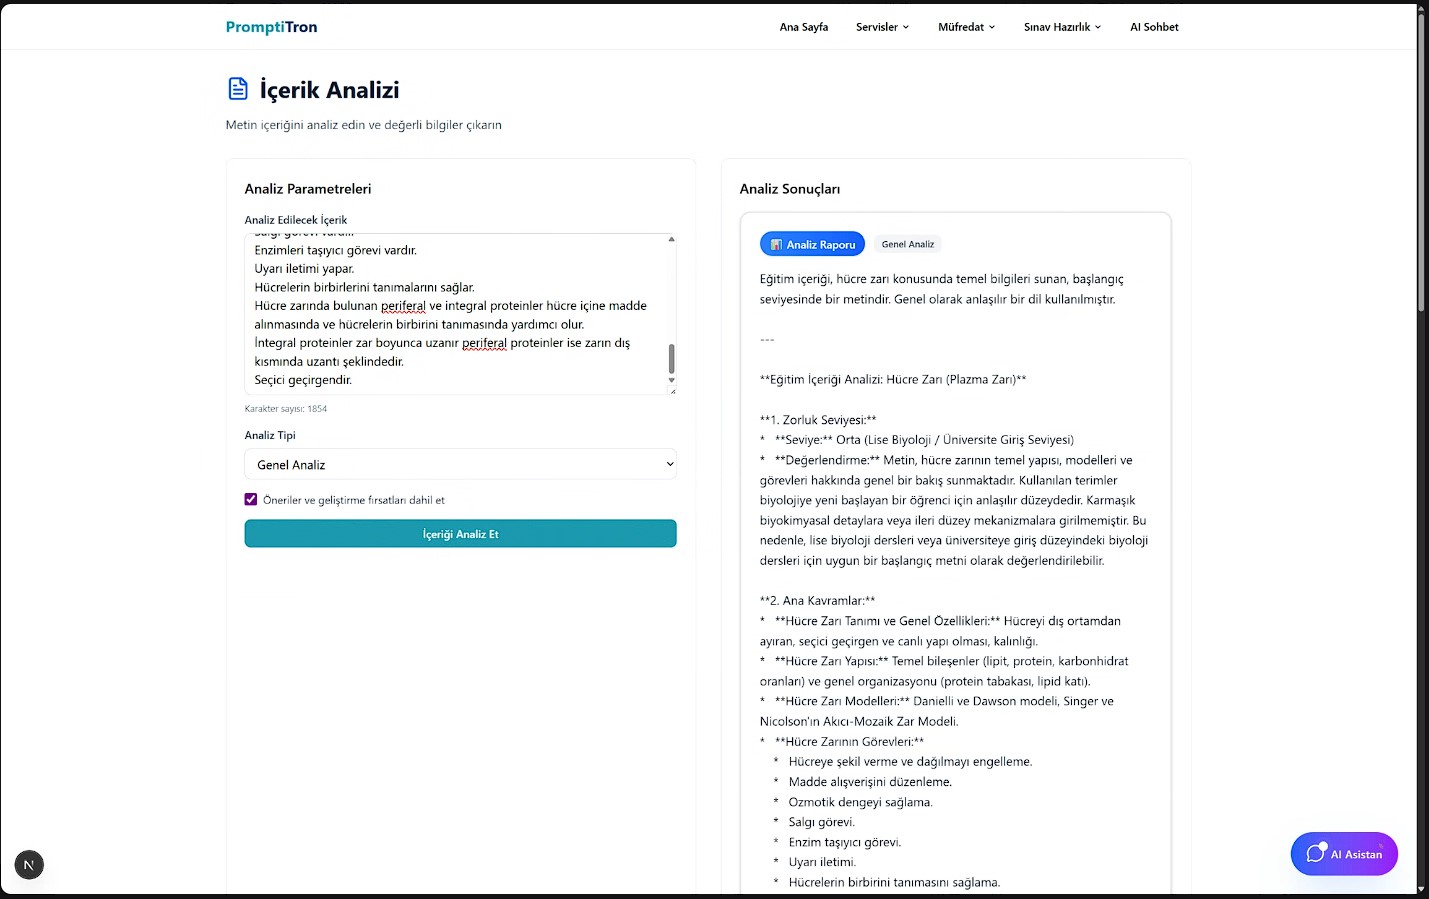 PromptiTron
Ana Sayfa
Servisler
Müfredat
Sınav Hazırlık
AI Sohbet
İçerik Analizi
Metin içeriğini analiz edin ve değerli bilgiler çıkarın
Analiz Parametreleri
Analiz Edilecek İçerik
Salgı görevi vardır.
Enzimleri taşıyıcı görevi vardır.
Uyarı iletimi yapar.
Hücrelerin birbirlerini tanımalarını sağlar.
Hücre zarında bulunan periferal ve integral proteinler hücre içine madde
alınmasında ve hücrelerin birbirini tanımasında yardımcı olur.
İntegral proteinler zar boyunca uzanır periferal proteinler ise zarın dış
kısmında uzantı şeklindedir.
Seçici geçirgendir.
Karakter sayısı: 1854
Analiz Tipi
Genel Analiz
Öneriler ve geliştirme fırsatları dahil et
İçeriği Analiz Et
Analiz Sonuçları
Analiz Raporu
Genel Analiz
Eğitim içeriği, hücre zarı konusunda temel bilgileri sunan, başlangıç
seviyesinde bir metindir. Genel olarak anlaşılır bir dil kullanılmıştır.
---
**Eğitim İçeriği Analizi: Hücre Zarı (Plazma Zarı)**
**1. Zorluk Seviyesi:**
* **Seviye:** Orta (Lise Biyoloji / Üniversite Giriş Seviyesi)
* **Değerlendirme:** Metin, hücre zarının temel yapısı, modelleri ve
görevleri hakkında genel bir bakış sunmaktadır. Kullanılan terimler
biyolojiye yeni başlayan bir öğrenci için anlaşılır düzeydedir. Karmaşık
biyokimyasal detaylara veya ileri düzey mekanizmalara girilmemiştir. Bu
nedenle, lise biyoloji dersleri veya üniversiteye giriş düzeyindeki biyoloji
dersleri için uygun bir başlangıç metni olarak değerlendirilebilir.
**2. Ana Kavramlar:**
* **Hücre Zarı Tanımı ve Genel Özellikleri:** Hücreyi dış ortamdan
ayıran, seçici geçirgen ve canlı yapı olması, kalınlığı.
* **Hücre Zarı Yapısı:** Temel bileşenler (lipit, protein, karbonhidrat
oranları) ve genel organizasyonu (protein tabakası, lipid katı).
* **Hücre Zarı Modelleri:** Danielli ve Dawson modeli, Singer ve
Nicolson'ın Akıcı-Mozaik Zar Modeli.
* **Hücre Zarının Görevleri:**
* Hücreye şekil verme ve dağılmayı engelleme.
* Madde alışverişini düzenleme.
* Ozmotik dengeyi sağlama.
* Salgı görevi.
* Enzim taşıyıcı görevi.
* Uyarı iletimi.
* Hücrelerin birbirini tanımasını sağlama.
N
AI Asistan